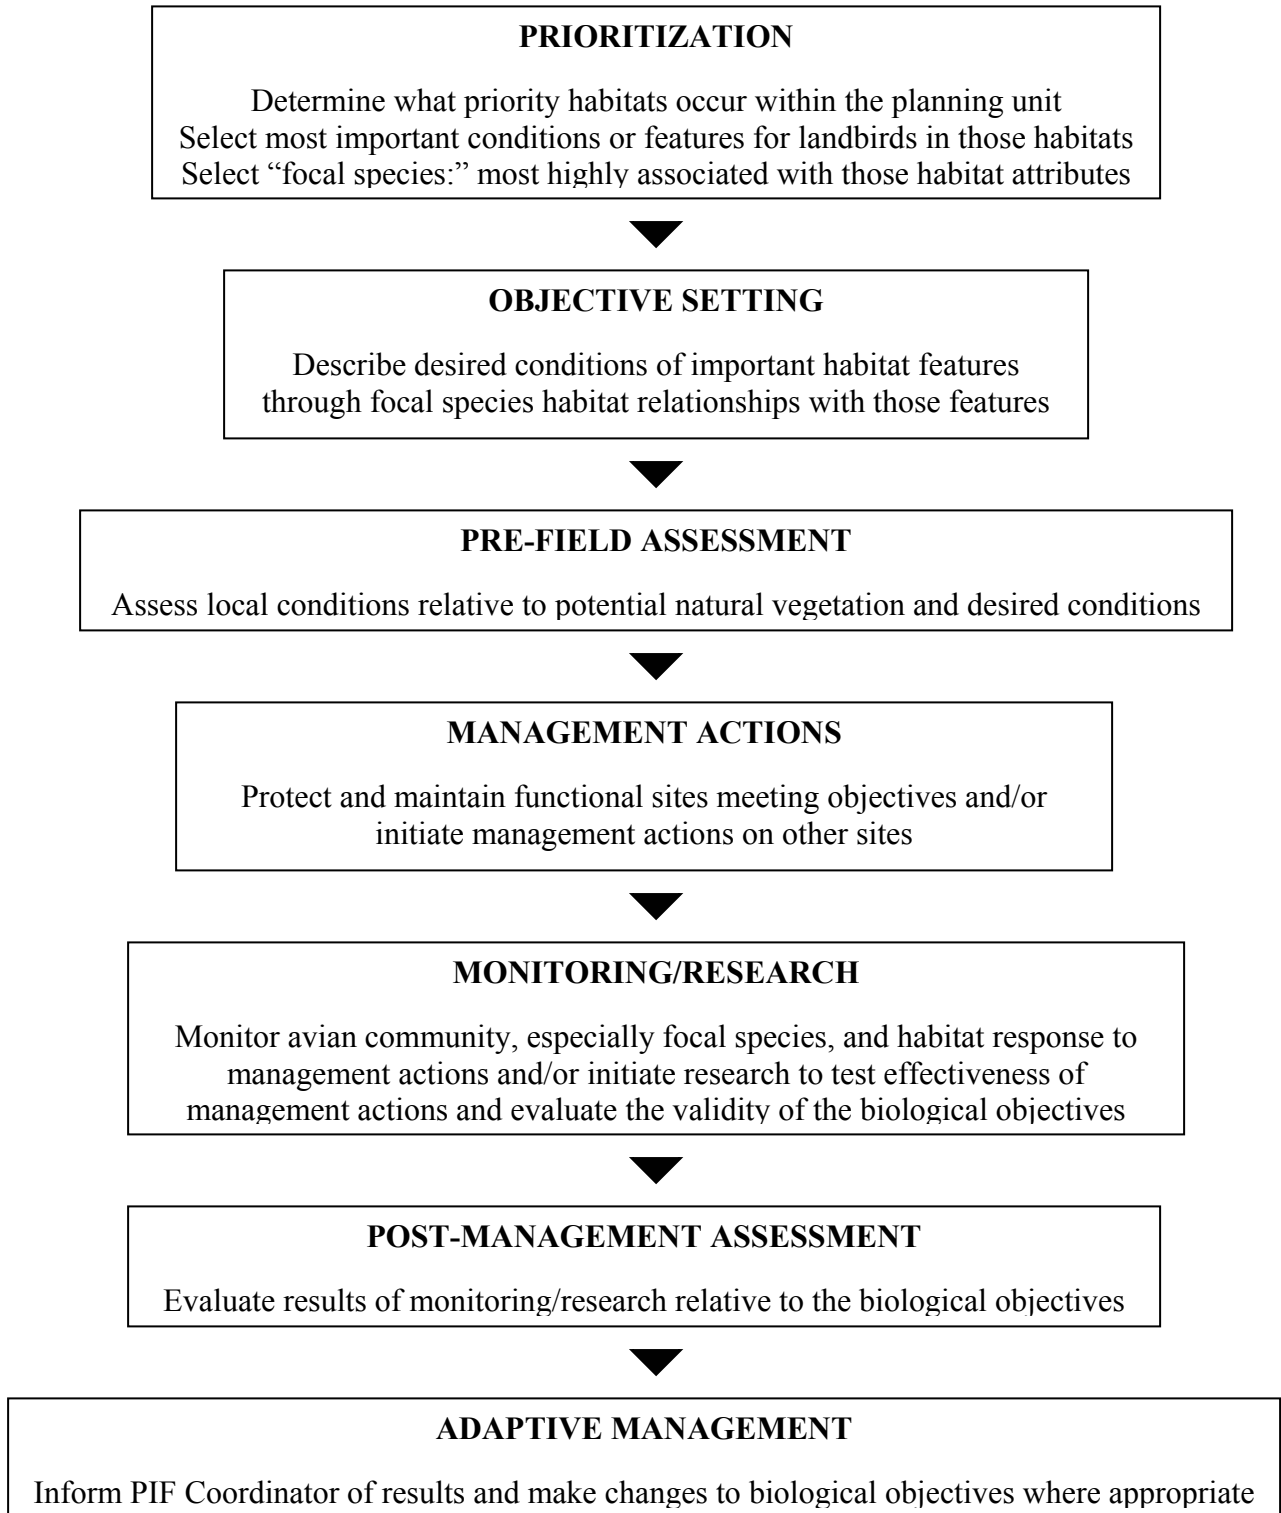 PRIORITIZATION
Determine what priority habitats occur within the planning unit
Select most important conditions or features for landbirds in those habitats
Select “focal species:” most highly associated with those habitat attributes
OBJECTIVE SETTING
Describe desired conditions of important habitat features
through focal species habitat relationships with those features
PRE-FIELD ASSESSMENT
Assess local conditions relative to potential natural vegetation and desired conditions
MANAGEMENT ACTIONS
Protect and maintain functional sites meeting objectives and/or
initiate management actions on other sites
MONITORING/RESEARCH
Monitor avian community, especially focal species, and habitat response to
management actions and/or initiate research to test effectiveness of
management actions and evaluate the validity of the biological objectives
POST-MANAGEMENT ASSESSMENT
Evaluate results of monitoring/research relative to the biological objectives
ADAPTIVE MANAGEMENT
Inform PIF Coordinator of results and make changes to biological objectives where appropriate